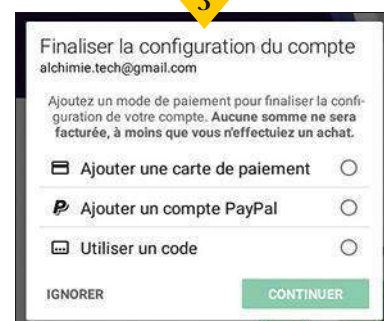 3
Finaliser la configuration du compte
alchimie.tech@gmail.com
Ajoutez un mode de paiement pour finaliser la confi-
guration de votre compte. Aucune somme ne sera
facturée, à moins que vous n'effectuiez un achat.
Ajouter une carte de paiement
Ajouter un compte PayPal
Utiliser un code
IGNORER CONTINUER